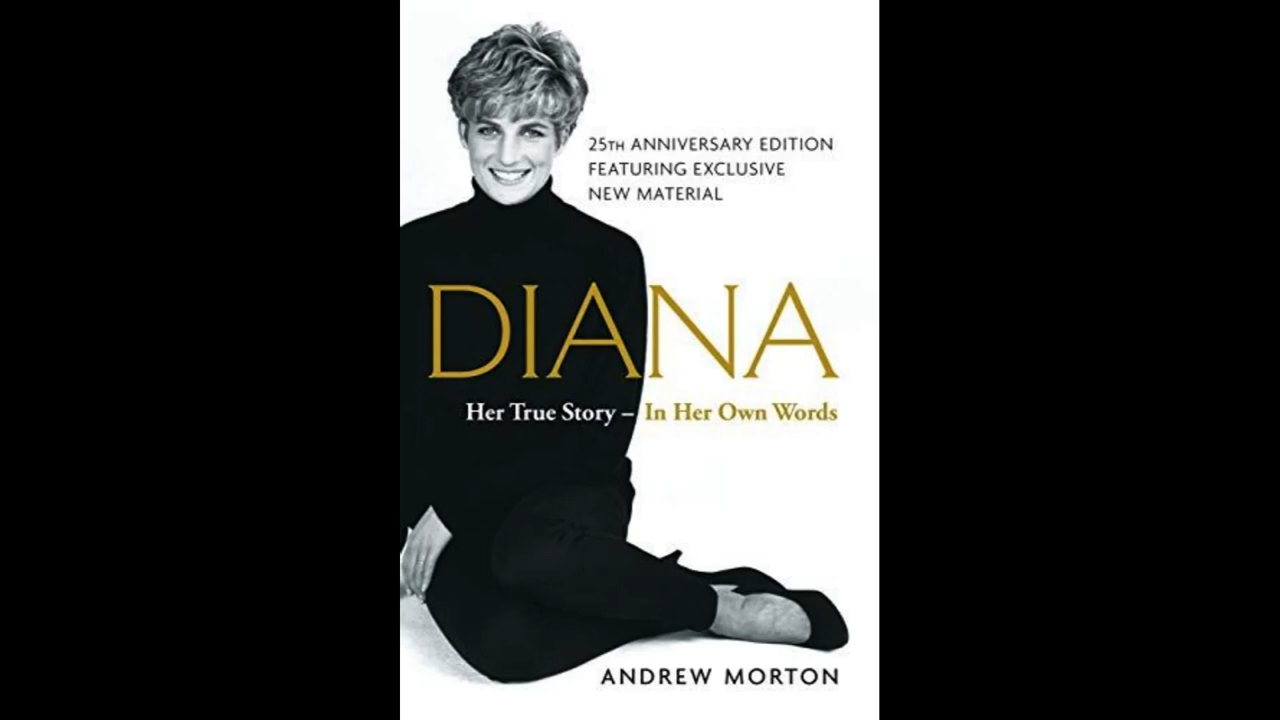 25TH ANNIVERSARY EDITION
FEATURING EXCLUSIVE
NEW MATERIAL
DIANA
Her True Story – In Her Own Words
ANDREW MORTON